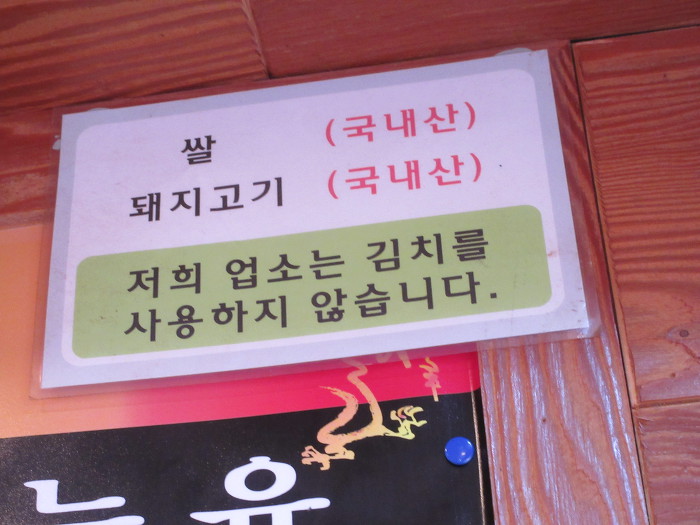 쌀 (국내산)
돼지고기 (국내산)
저희 업소는 김치를
사용하지 않습니다.